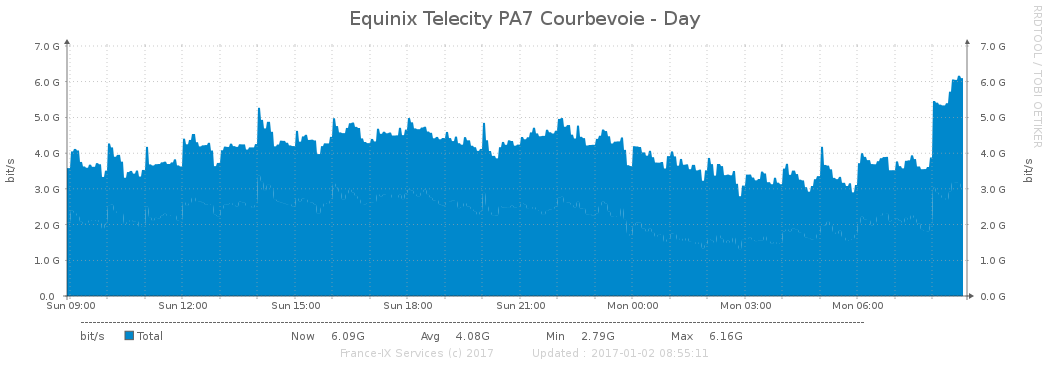 Equinix Telecity PA7 Courbevoie - Day
RRDTOOL / TOBI OETIKER
7.0 G 7.0 G
6.0 G 6.0 G
5.0 G 5.0 G
4.0 G 4.0 G
3.0 G 3.0 G
2.0 G 2.0 G
1.0 G 1.0 G
0.0 0.0 G
bit/s bit/s
Sun 09:00 Sun 12:00 Sun 15:00 Sun 18:00 Sun 21:00 Mon 00:00 Mon 03:00 Mon 06:00
bit/s Total Now 6.09G Avg 4.08G Min 2.79G Max 6.16G
France-IX Services (c) 2017 Updated : 2017-01-02 08:55:11